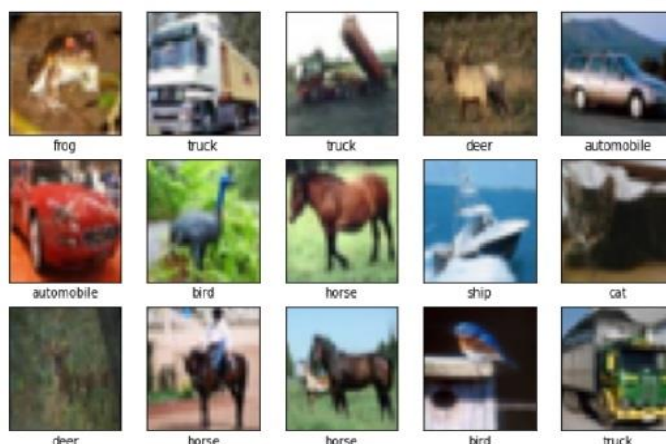 frog truck truck deer automobile
automobile bird horse ship cat
deer horse horse bird truck